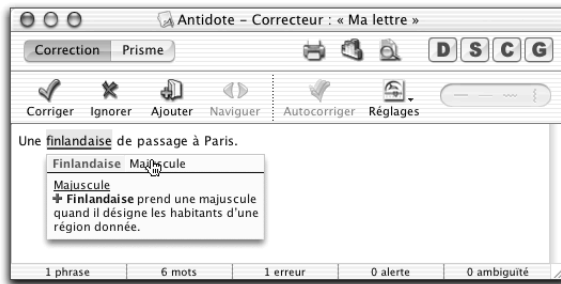 Antidote – Correcteur : « Ma lettre »
Correction Prisme D S C G
Corriger Ignorer Ajouter Naviguer Autocorriger Réglages
Une finlandaise de passage à Paris.
Finlandaise Majuscule
Majuscule
✚ Finlandaise prend une majuscule
quand il désigne les habitants d'une
région donnée.
1 phrase 6 mots 1 erreur 0 alerte 0 ambiguïté